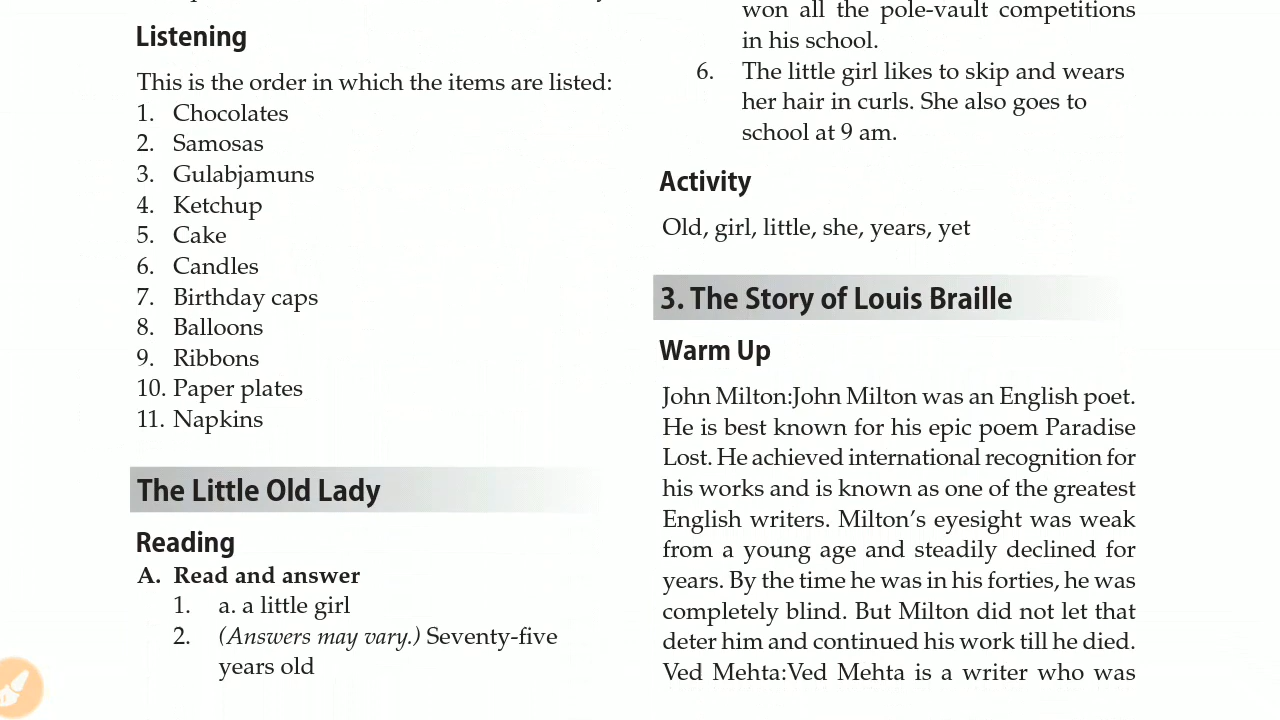 Listening
This is the order in which the items are listed:
1. Chocolates
2. Samosas
3. Gulabjamuns
4. Ketchup
5. Cake
6. Candles
7. Birthday caps
8. Balloons
9. Ribbons
10. Paper plates
11. Napkins
The Little Old Lady
Reading
A. Read and answer
1. a. a little girl
2. (Answers may vary.) Seventy-five
years old
won all the pole-vault competitions
in his school.
6. The little girl likes to skip and wears
her hair in curls. She also goes to
school at 9 am.
Activity
Old, girl, little, she, years, yet
3. The Story of Louis Braille
Warm Up
John Milton:John Milton was an English poet.
He is best known for his epic poem Paradise
Lost. He achieved international recognition for
his works and is known as one of the greatest
English writers. Milton’s eyesight was weak
from a young age and steadily declined for
years. By the time he was in his forties, he was
completely blind. But Milton did not let that
deter him and continued his work till he died.
Ved Mehta:Ved Mehta is a writer who was